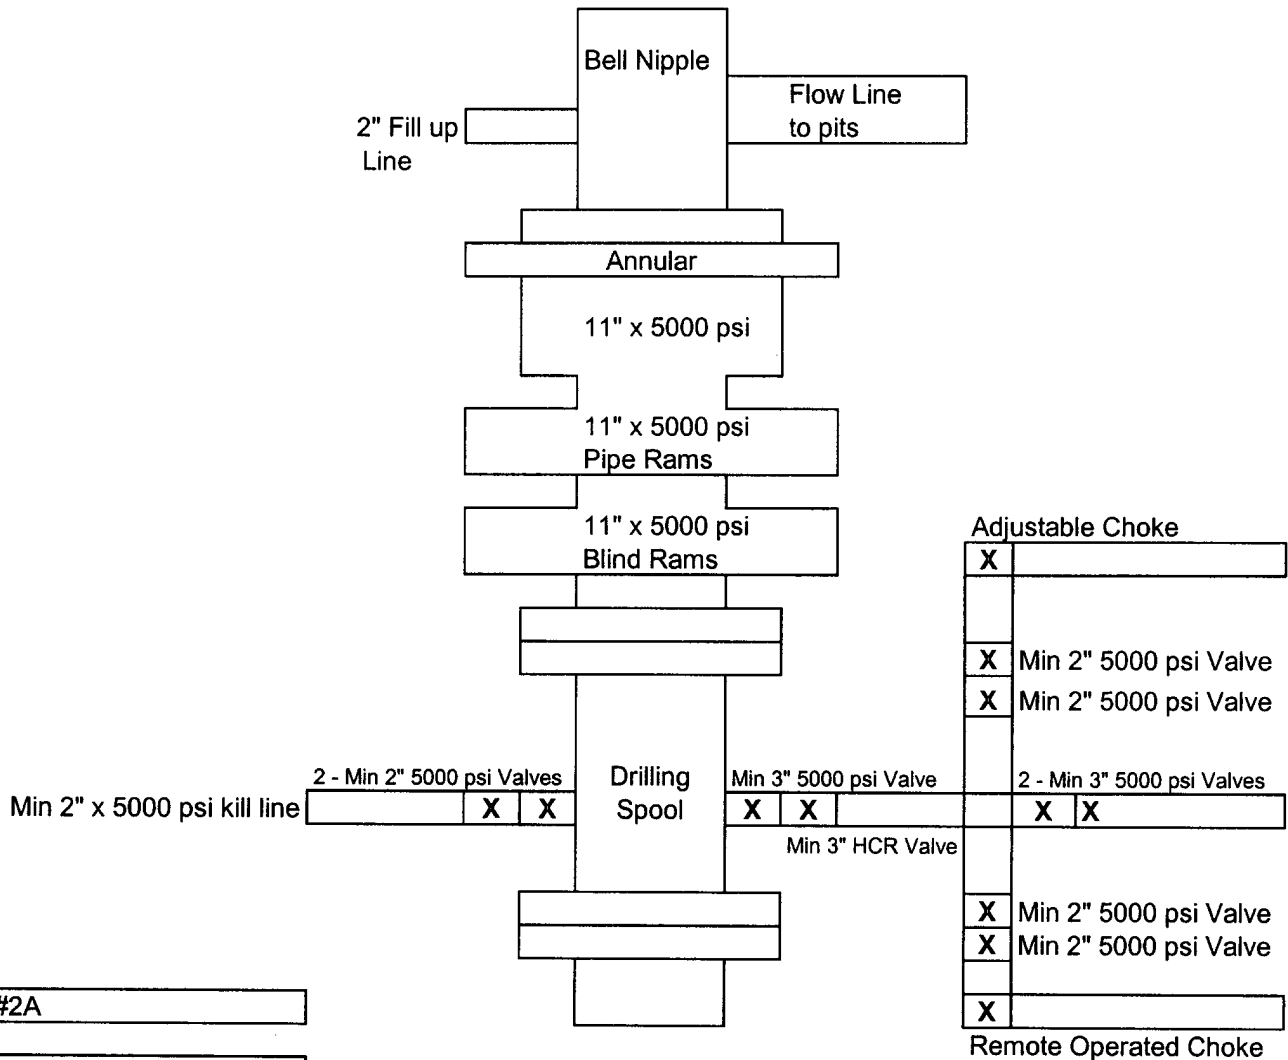 Bell Nipple
Flow Line
to pits
2" Fill up
Line
Annular
11" x 5000 psi
11" x 5000 psi
Pipe Rams
11" x 5000 psi
Blind Rams
Adjustable Choke
X
X Min 2" 5000 psi Valve
X Min 2" 5000 psi Valve
2 - Min 2" 5000 psi Valves
Drilling
Spool
Min 3" 5000 psi Valve
2 - Min 3" 5000 psi Valves
Min 2" x 5000 psi kill line
X X
X X
X X
Min 3" HCR Valve
X Min 2" 5000 psi Valve
X Min 2" 5000 psi Valve
X
Remote Operated Choke
#2A